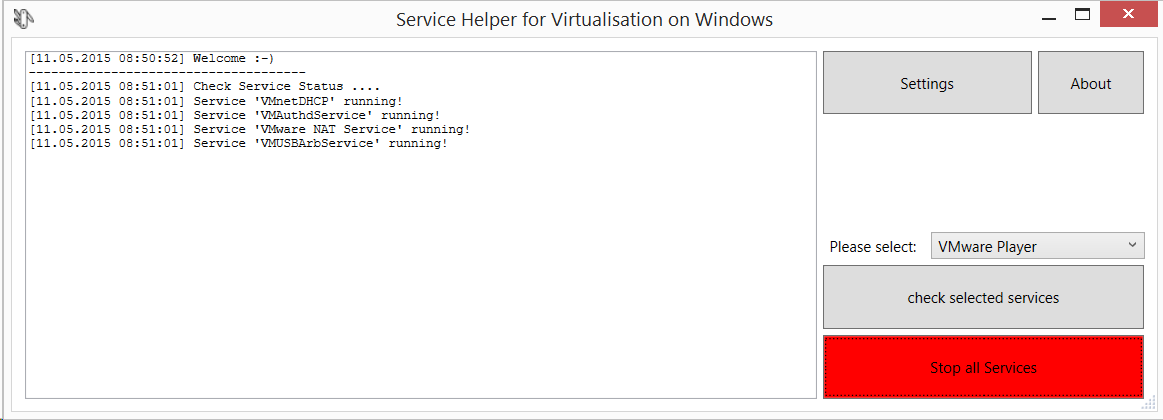 Service Helper for Virtualisation on Windows
[11.05.2015 08:50:52] Welcome :-)
-------------------------------------
[11.05.2015 08:51:01] Check Service Status ....
[11.05.2015 08:51:01] Service 'VMnetDHCP' running!
[11.05.2015 08:51:01] Service 'VMAuthdService' running!
[11.05.2015 08:51:01] Service 'VMware NAT Service' running!
[11.05.2015 08:51:01] Service 'VMUSBArbService' running!
Settings
About
Please select:
VMware Player
check selected services
Stop all Services